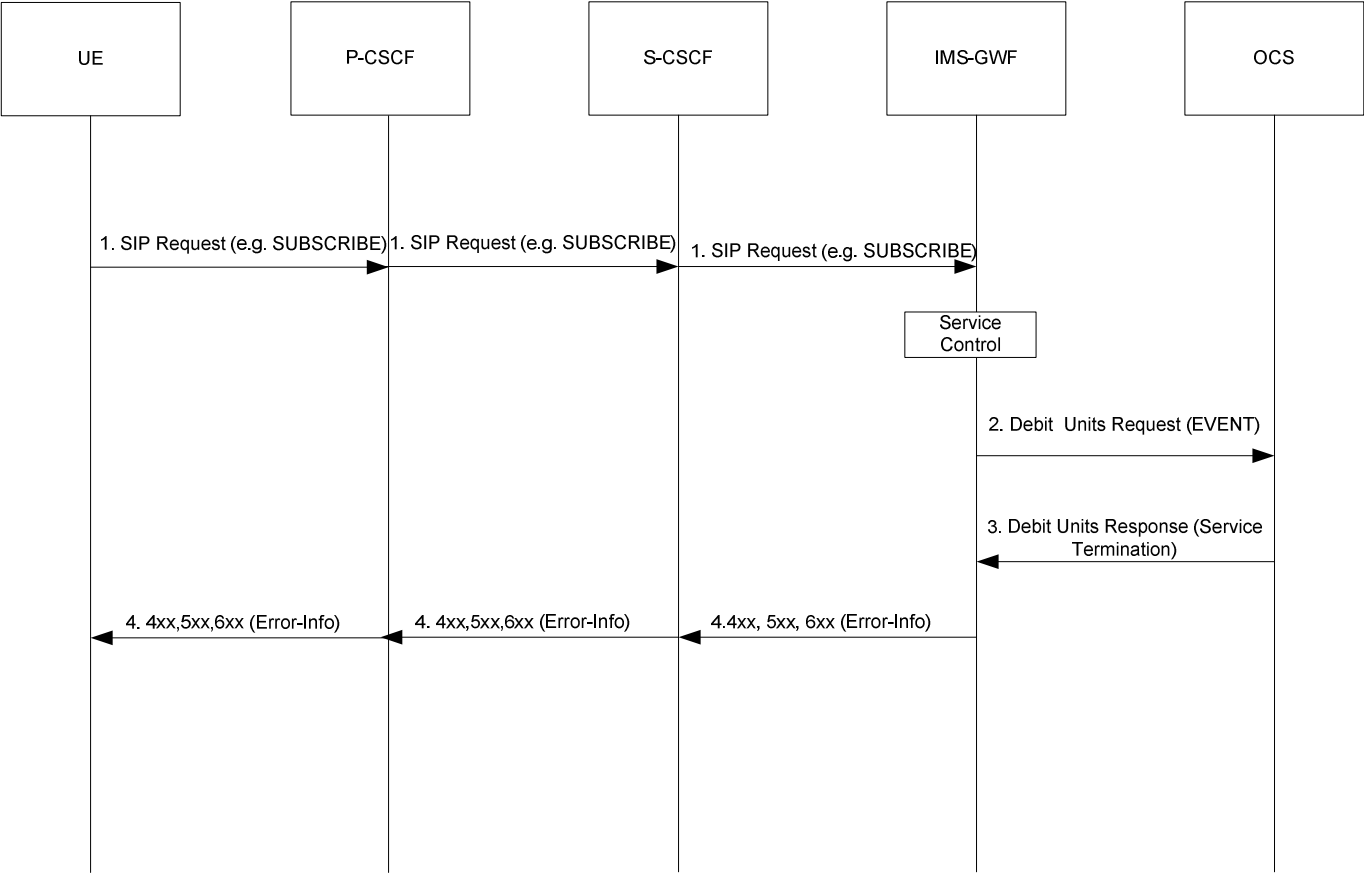 UE
P-CSCF
S-CSCF
IMS-GWF
OCS
1. SIP Request (e.g. SUBSCRIBE)
1. SIP Request (e.g. SUBSCRIBE)
1. SIP Request (e.g. SUBSCRIBE)
Service
Control
2. Debit  Units Request (EVENT)
3. Debit Units Response (Service
Termination)
4. 4xx,5xx,6xx (Error-Info)
4. 4xx,5xx,6xx (Error-Info)
4.4xx, 5xx, 6xx (Error-Info)